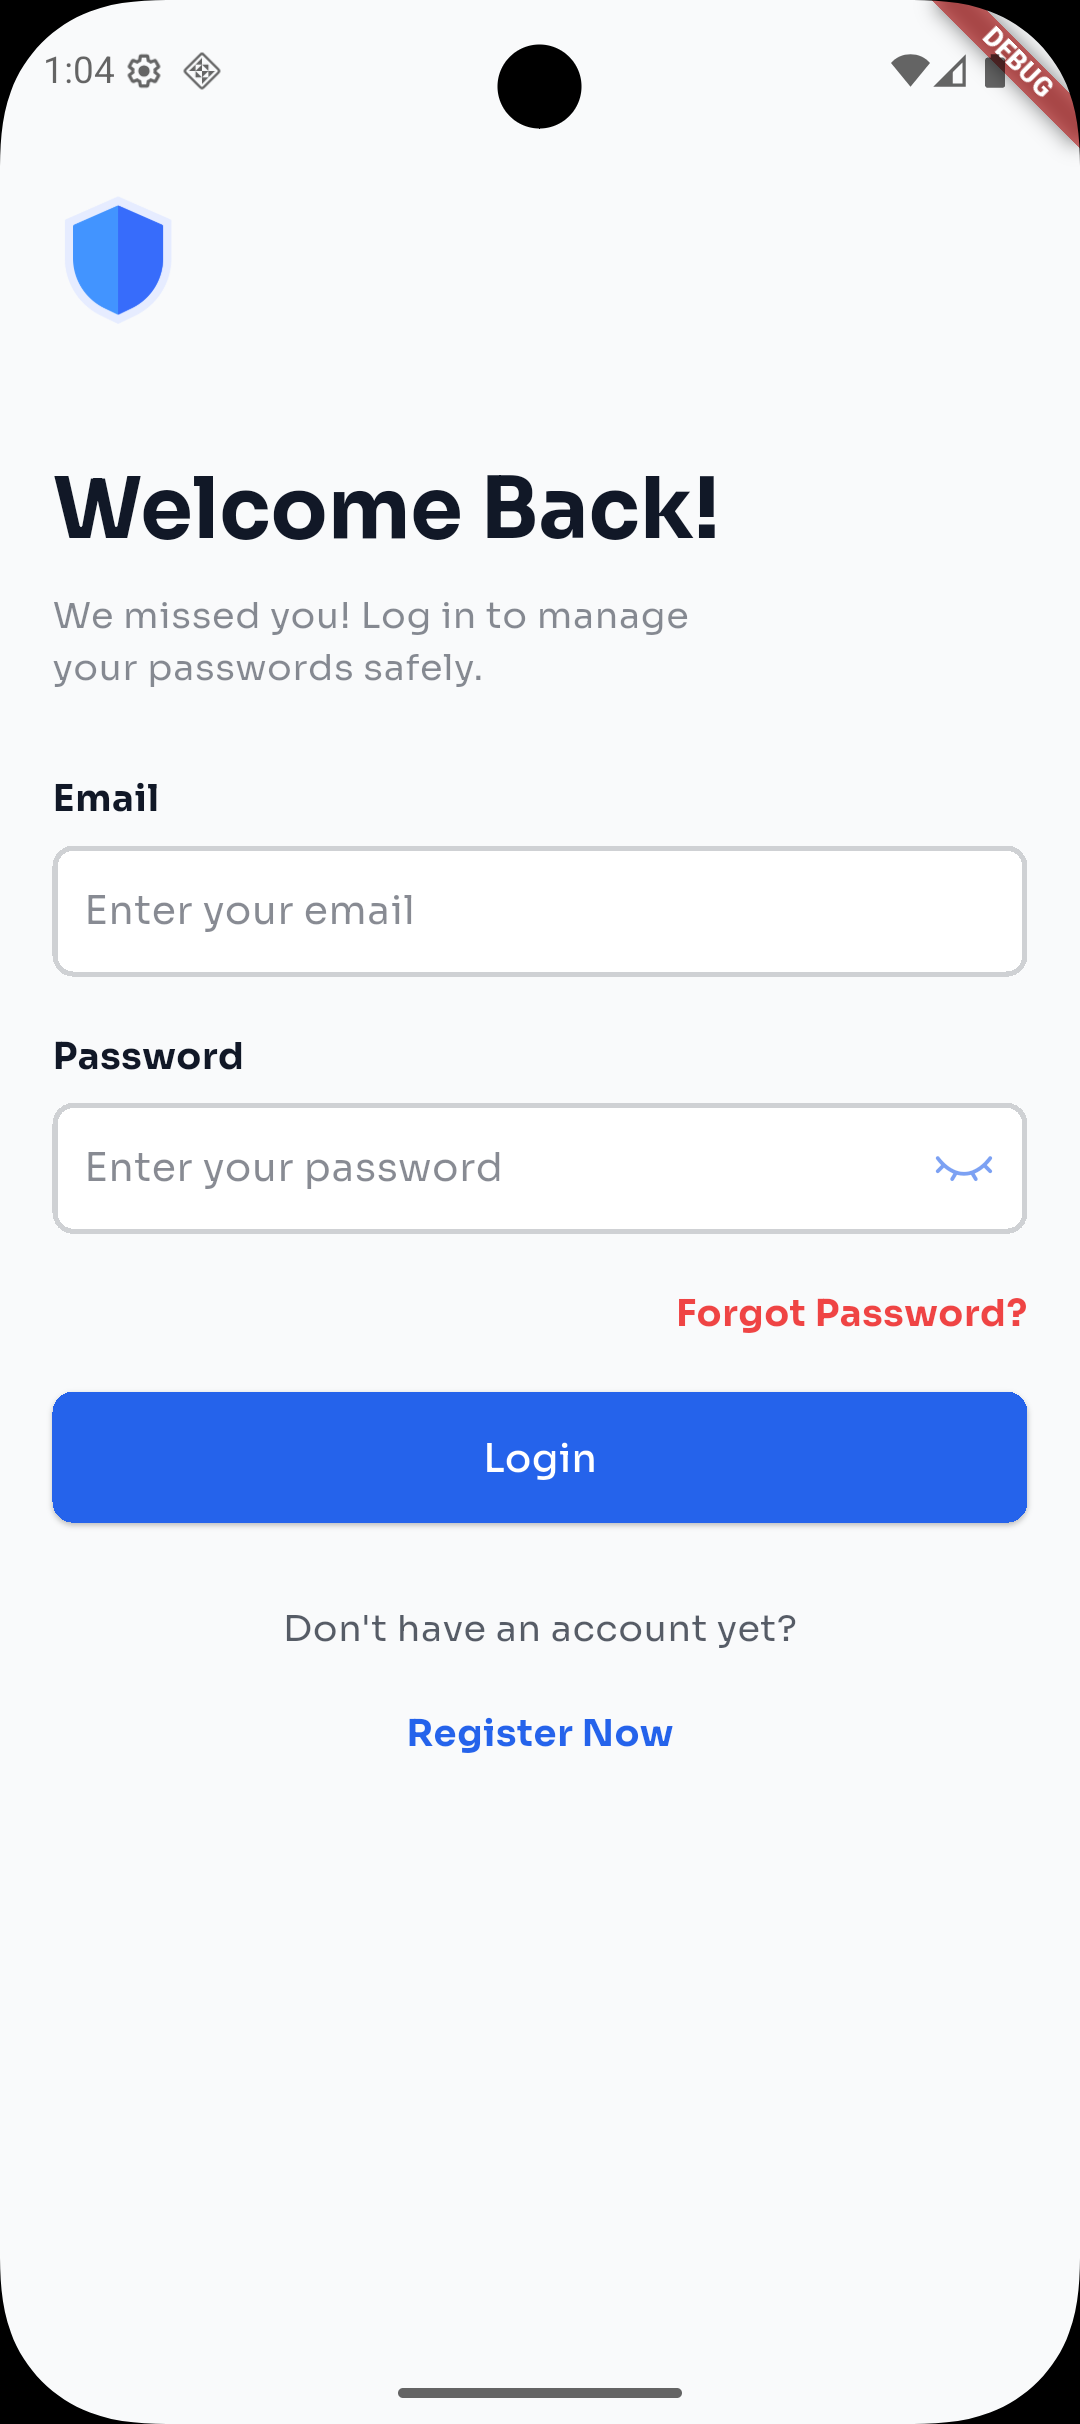 1:04
DEBUG
Welcome Back!
We missed you! Log in to manage
your passwords safely.
Email
Enter your email
Password
Enter your password
Forgot Password?
Login
Don't have an account yet?
Register Now